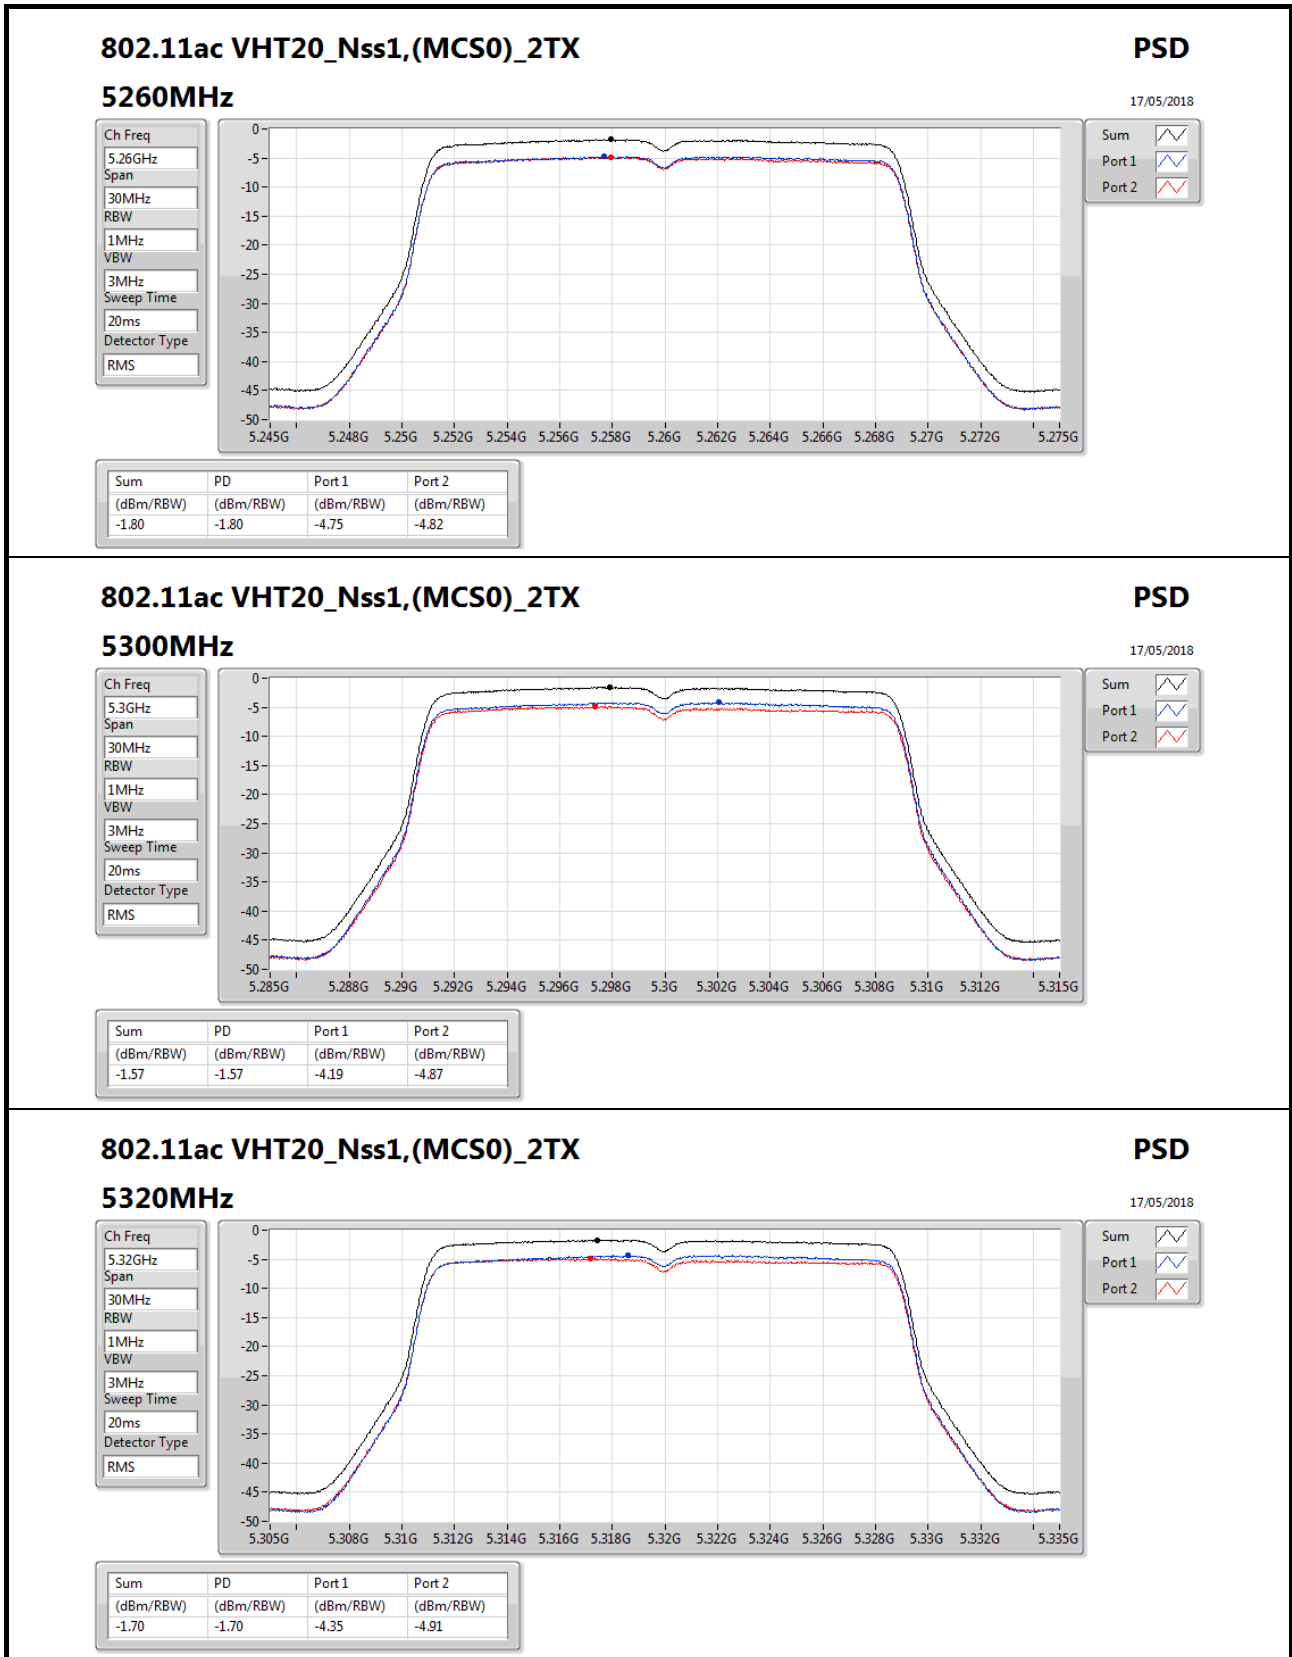 802.11ac VHT20_Nss1,(MCS0)_2TX PSD
5260MHz 17/05/2018
Ch Freq
5.26GHz
Span
30MHz
RBW
1MHz
VBW
3MHz
Sweep Time
20ms
Detector Type
RMS
0
-5
-10
-15
-20
-25
-30
-35
-40
-45
-50
5.245G 5.248G 5.25G 5.252G 5.254G 5.256G 5.258G 5.26G 5.262G 5.264G 5.266G 5.268G 5.27G 5.272G 5.275G
Sum
Port 1
Port 2
Sum PD Port 1 Port 2
(dBm/RBW) (dBm/RBW) (dBm/RBW) (dBm/RBW)
-1.80 -1.80 -4.75 -4.82
802.11ac VHT20_Nss1,(MCS0)_2TX PSD
5300MHz 17/05/2018
Ch Freq
5.3GHz
Span
30MHz
RBW
1MHz
VBW
3MHz
Sweep Time
20ms
Detector Type
RMS
0
-5
-10
-15
-20
-25
-30
-35
-40
-45
-50
5.285G 5.288G 5.29G 5.292G 5.294G 5.296G 5.298G 5.3G 5.302G 5.304G 5.306G 5.308G 5.31G 5.312G 5.315G
Sum
Port 1
Port 2
Sum PD Port 1 Port 2
(dBm/RBW) (dBm/RBW) (dBm/RBW) (dBm/RBW)
-1.57 -1.57 -4.19 -4.87
802.11ac VHT20_Nss1,(MCS0)_2TX PSD
5320MHz 17/05/2018
Ch Freq
5.32GHz
Span
30MHz
RBW
1MHz
VBW
3MHz
Sweep Time
20ms
Detector Type
RMS
0
-5
-10
-15
-20
-25
-30
-35
-40
-45
-50
5.305G 5.308G 5.31G 5.312G 5.314G 5.316G 5.318G 5.32G 5.322G 5.324G 5.326G 5.328G 5.33G 5.332G 5.335G
Sum
Port 1
Port 2
Sum PD Port 1 Port 2
(dBm/RBW) (dBm/RBW) (dBm/RBW) (dBm/RBW)
-1.70 -1.70 -4.35 -4.91